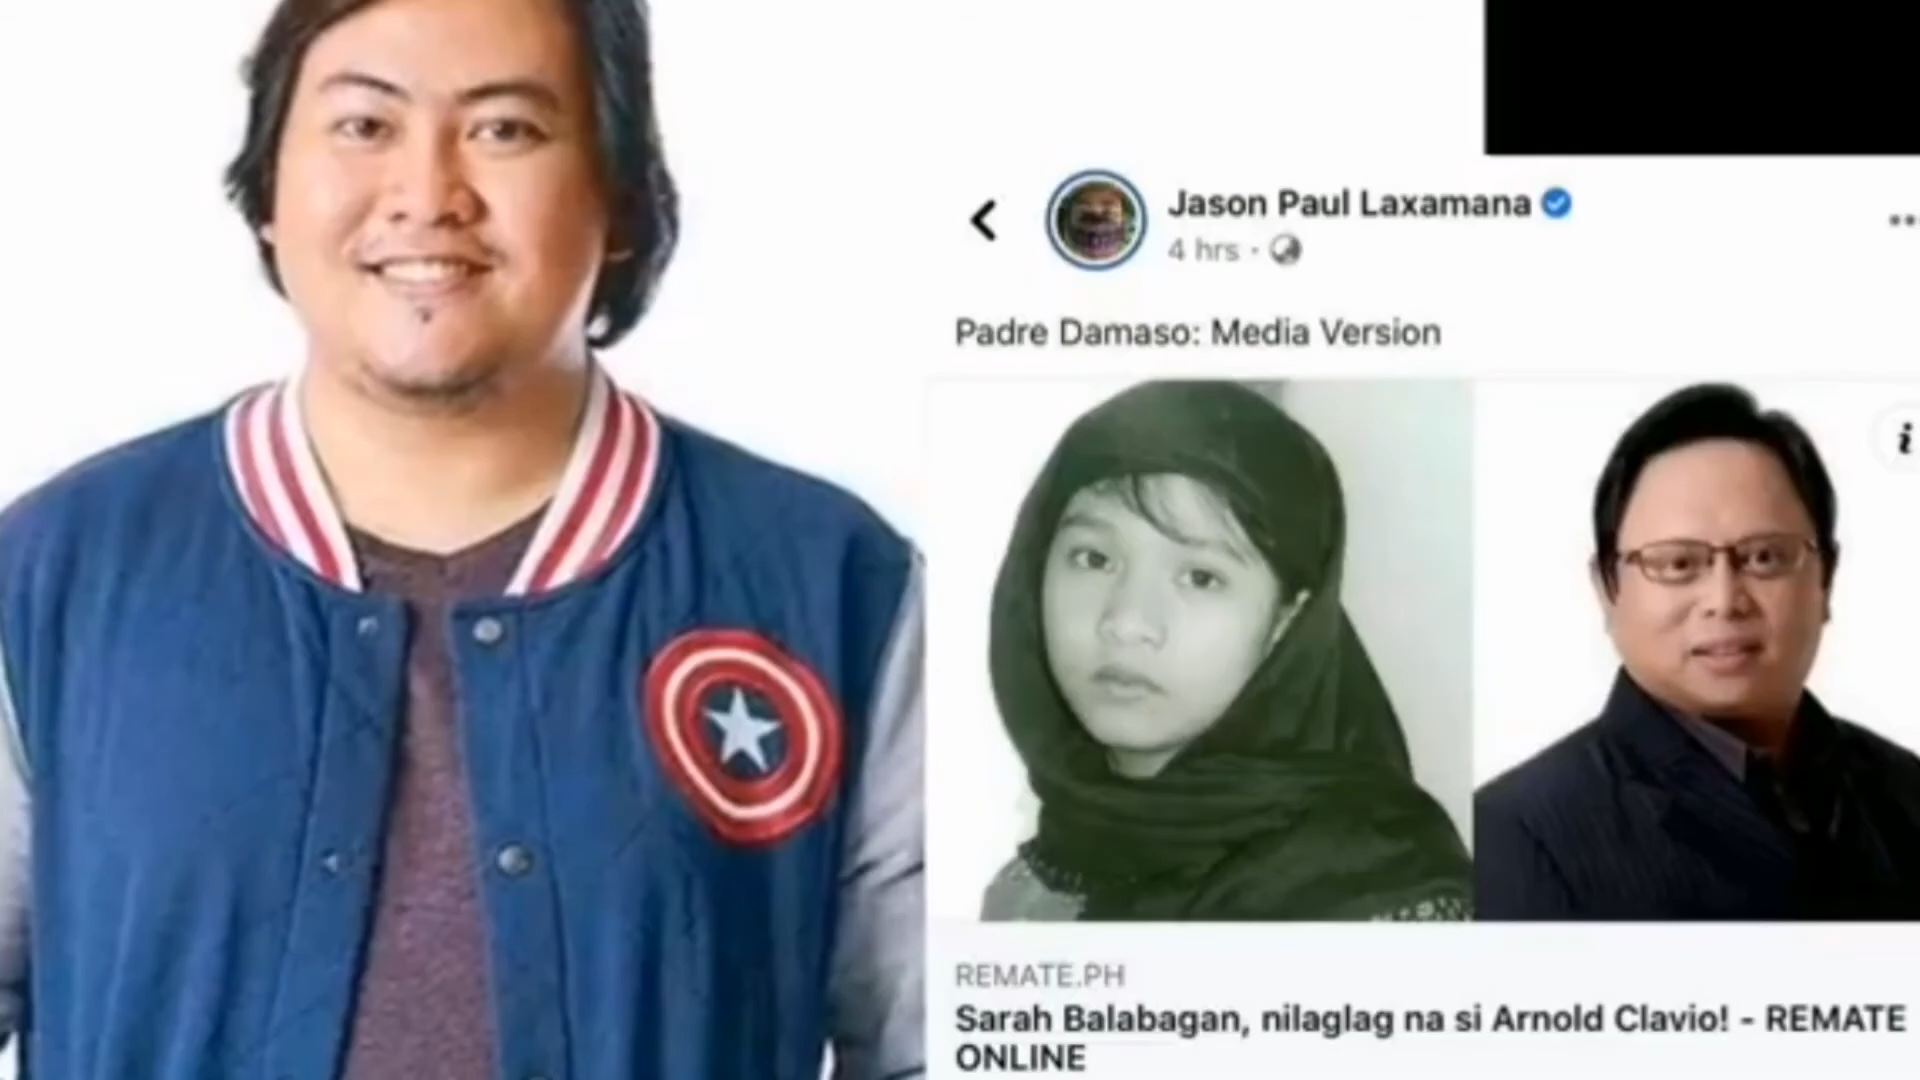 Jason Paul Laxamana
4 hrs
Padre Damaso: Media Version
REMATE.PH
Sarah Balabagan, nilaglag na si Arnold Clavio! - REMATE
ONLINE